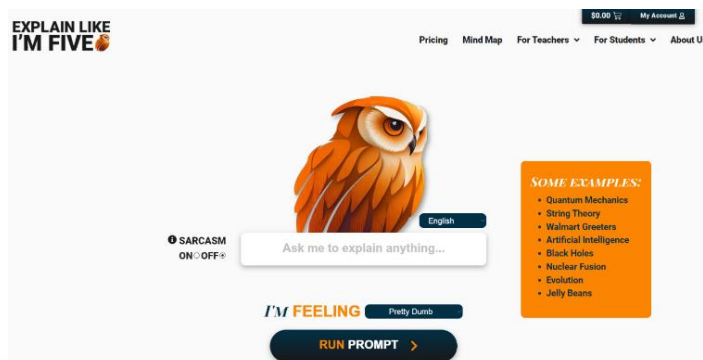 $0.00 My Account
EXPLAIN LIKE
I'M FIVE
Pricing Mind Map For Teachers For Students About U
SOME EXAMPLES:
• Quantum Mechanics
• String Theory
• Walmart Greeters
• Artificial Intelligence
• Black Holes
• Nuclear Fusion
• Evolution
• Jelly Beans
English
SARCASM
ON OFF
Ask me to explain anything...
I'M FEELING Pretty Dumb
RUN PROMPT